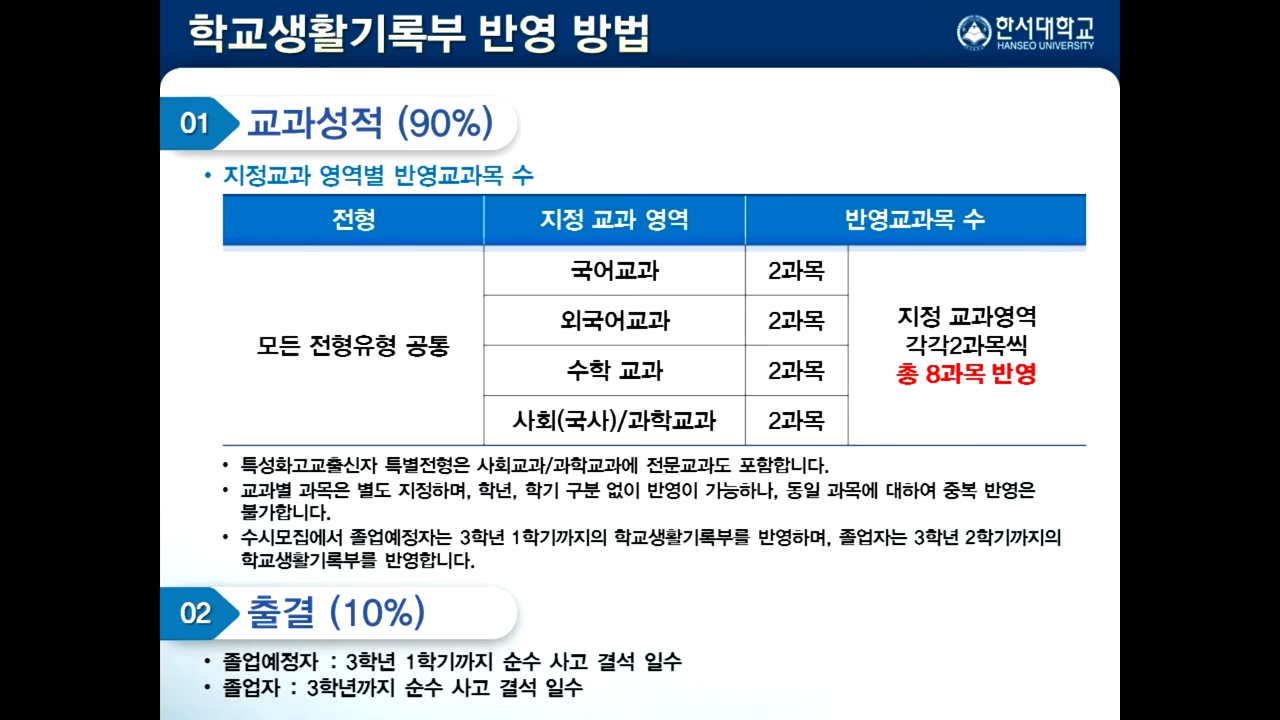 학교생활기록부 반영 방법
한서대학교
HANSEO UNIVERSITY
01 교과성적 (90%)
• 지정교과 영역별 반영교과목 수
전형 지정 교과 영역 반영교과목 수
모든 전형유형 공통
국어교과 2과목
외국어교과 2과목
수학 교과 2과목
사회(국사)/과학교과 2과목
지정 교과영역
각각2과목씩
총 8과목 반영
• 특성화고교출신자 특별전형은 사회교과/과학교과에 전문교과도 포함합니다.
• 교과별 과목은 별도 지정하며, 학년, 학기 구분 없이 반영이 가능하나, 동일 과목에 대하여 중복 반영은
불가합니다.
• 수시모집에서 졸업예정자는 3학년 1학기까지의 학교생활기록부를 반영하며, 졸업자는 3학년 2학기까지의
학교생활기록부를 반영합니다.
02 출결 (10%)
• 졸업예정자 : 3학년 1학기까지 순수 사고 결석 일수
• 졸업자 : 3학년까지 순수 사고 결석 일수